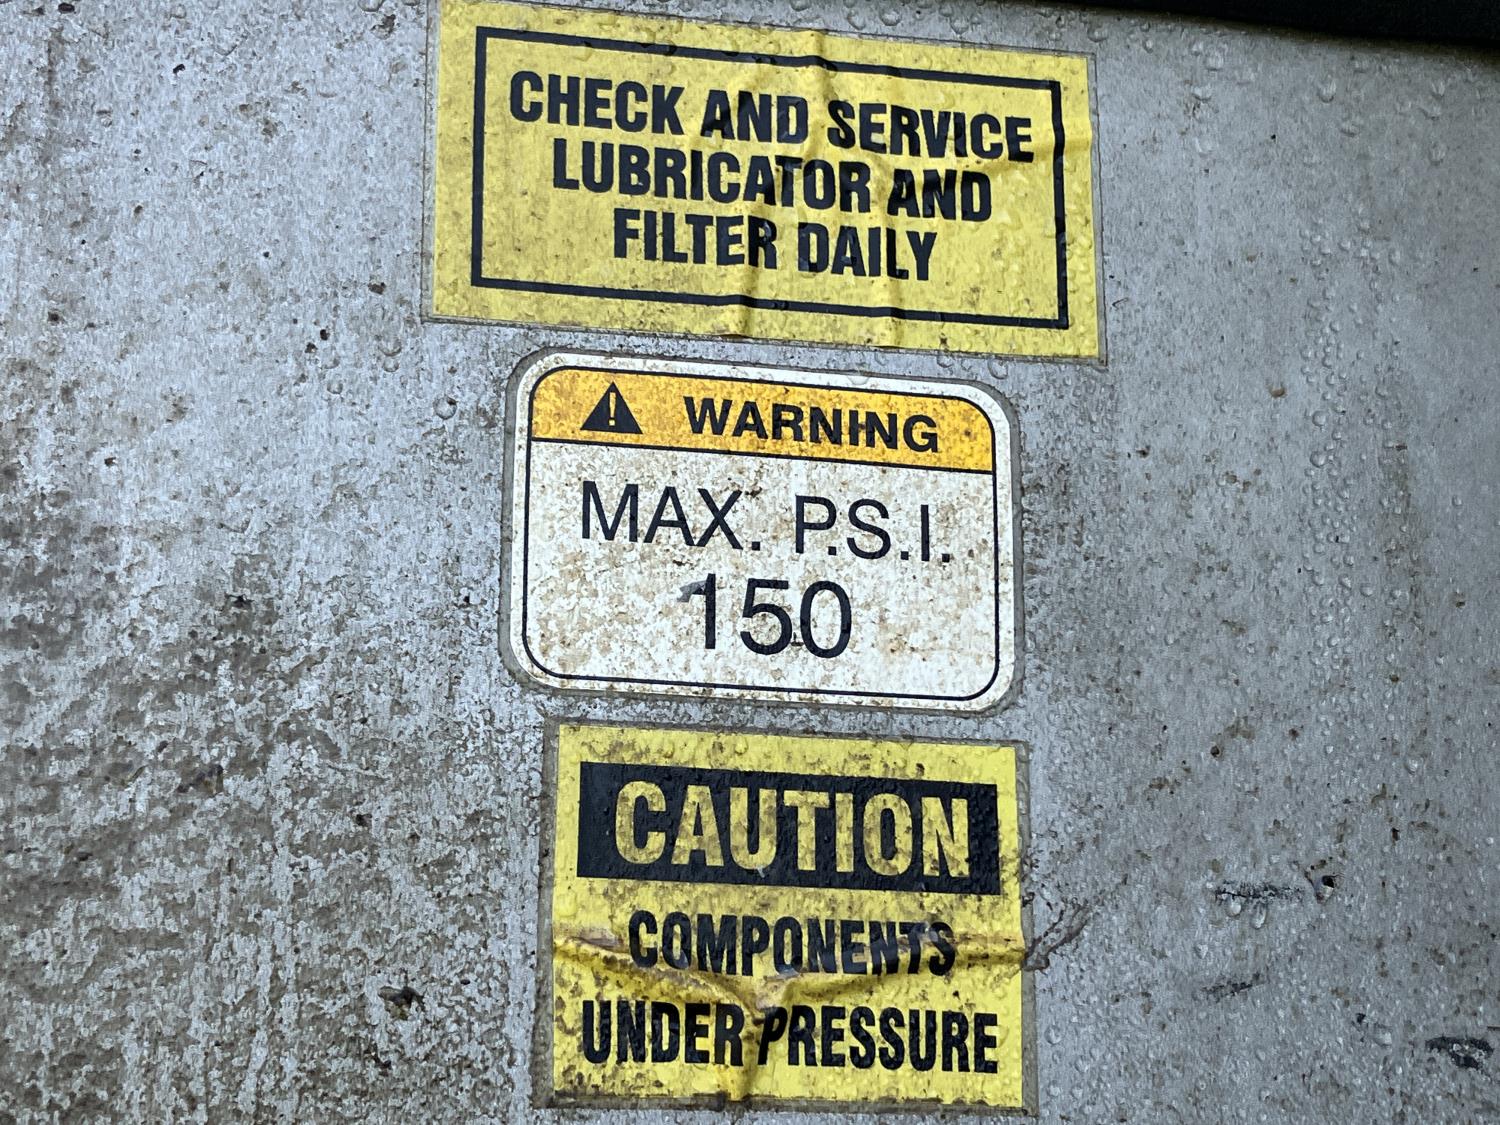 CHECK AND SERVICE
LUBRICATOR AND
FILTER DAILY
WARNING
MAX. P.S.I.
150
CAUTION
COMPONENTS
UNDER PRESSURE